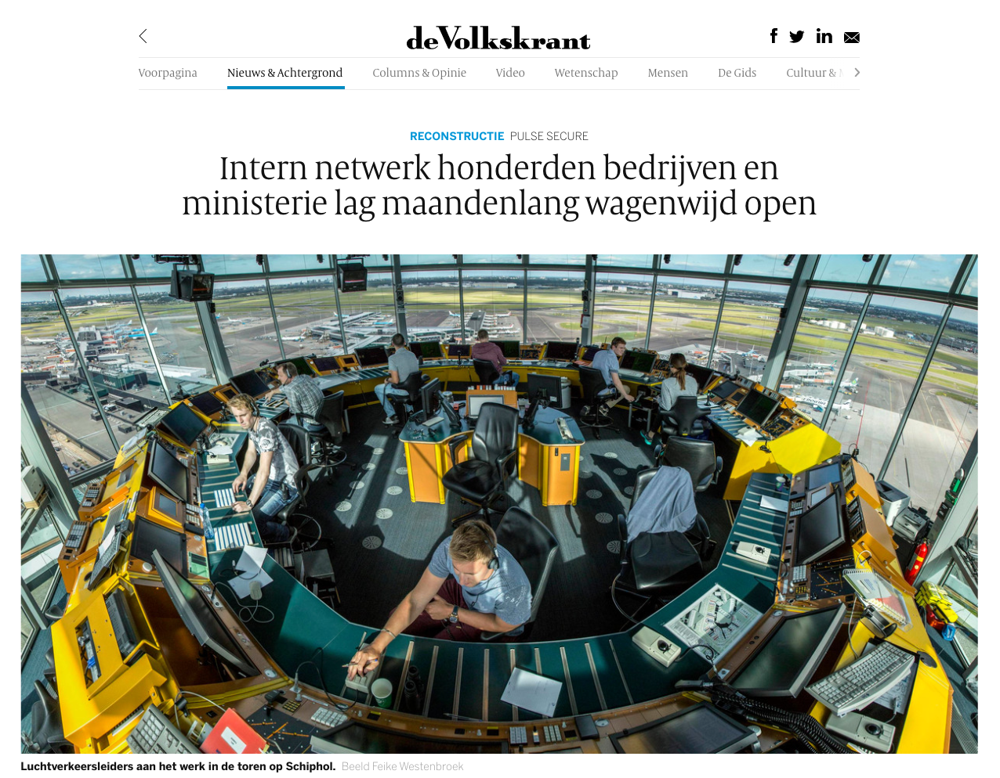 deVolkskrant
Voorpagina Nieuws & Achtergrond Columns & Opinie Video Wetenschap Mensen De Gids Cultuur &
RECONSTRUCTIE PULSE SECURE
Intern netwerk honderden bedrijven en
ministerie lag maandenlang wagenwijd open
Luchtverkeersleiders aan het werk in de toren op Schiphol. Beeld Feike Westenbroek